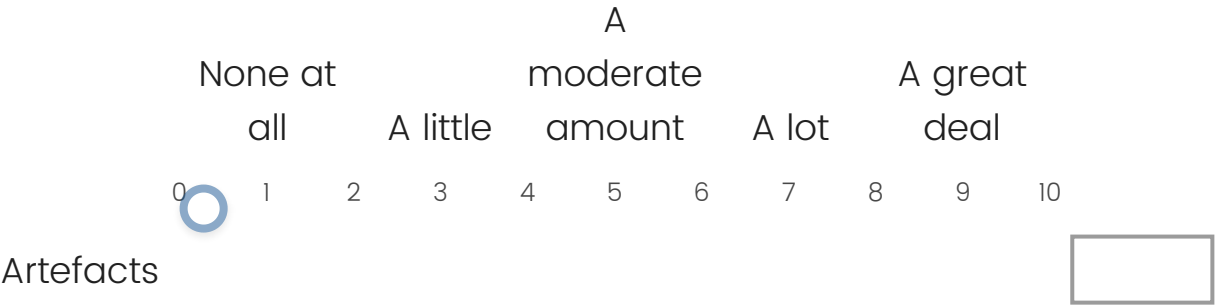 A
None at moderate A great
all A little amount A lot deal
0 1 2 3 4 5 6 7 8 9 10
Artefacts